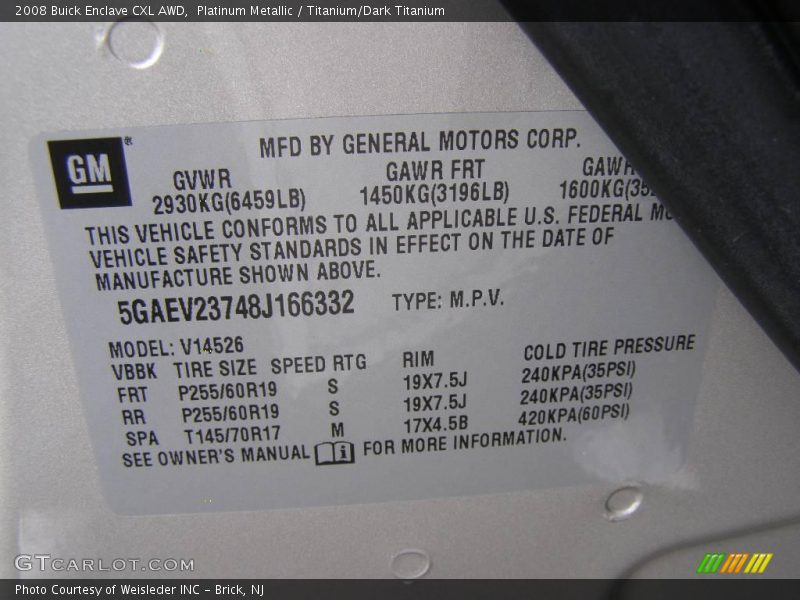 2008 Buick Enclave CXL AWD,  Platinum Metallic / Titanium/Dark Titanium
GM
MFD BY GENERAL MOTORS CORP.
GVWR GAWR FRT
2930KG(6459LB) 1450KG(3196LB) 1600KG
THIS VEHICLE CONFORMS TO ALL APPLICABLE U.S. FEDERAL
VEHICLE SAFETY STANDARDS IN EFFECT ON THE DATE OF
MANUFACTURE SHOWN ABOVE.
5GAEV23748J166332 TYPE: M.P.V.
MODEL: V14526
VBBK TIRE SIZE SPEED RTG RIM COLD TIRE PRESSURE
FRT P255/60R19 S 19X7.5J 240KPA(35PSI)
RR P255/60R19 S 19X7.5J 240KPA(35PSI)
SPA T145/70R17 M 17X4.5B 420KPA(60PSI)
SEE OWNER'S MANUAL i FOR MORE INFORMATION.
GTCARLOT.COM
Photo Courtesy of Weisleder INC - Brick, NJ